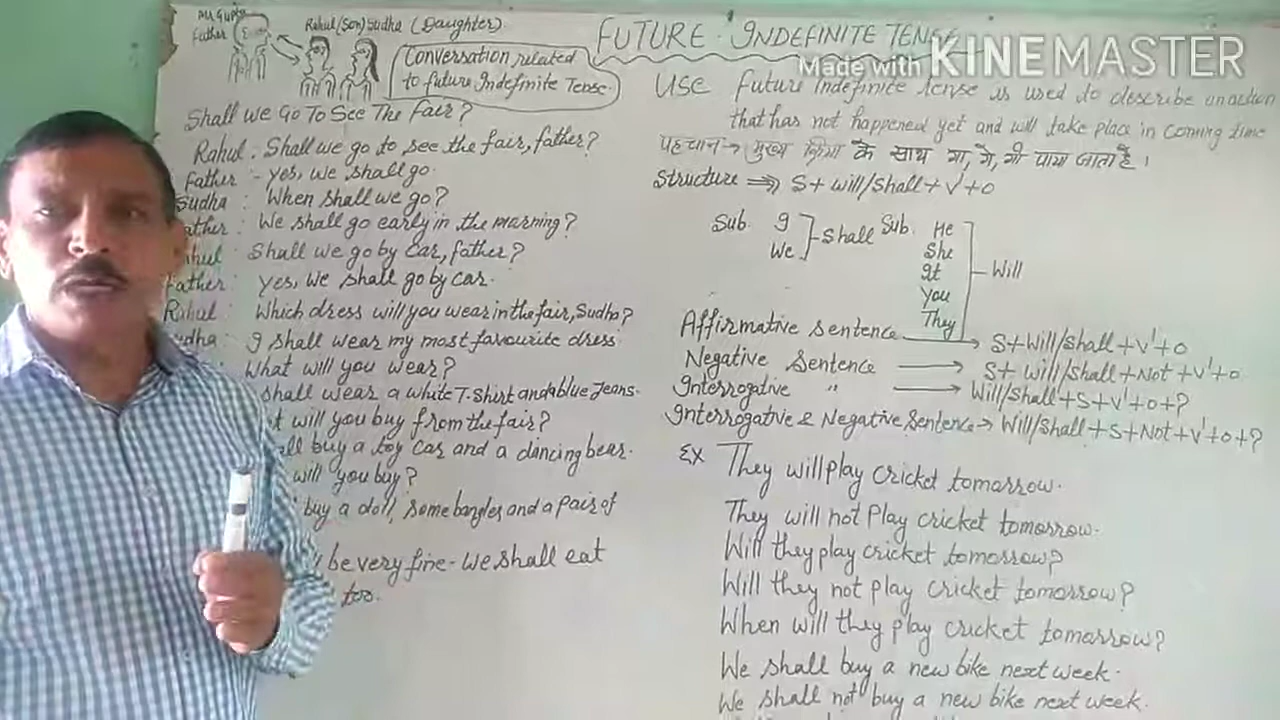 Mr Gupta
Father
Rahul (Son) Sudha (Daughter)
Conversation related
to future Indefinite Tense
Shall we Go To See The Fair?
Rahul : Shall we go to see the fair, father?
Father :- yes, we shall go.
Sudha : When shall we go?
ather : We shall go early in the marning?
ahul : Shall we go by Car, father?
Father : yes, we shall go by car.
Rahul : Which dress will you wear in the fair, Sudha?
udha : I shall wear my most favourite dress
What will you wear?
shall wear a white T-Shirt and a blue Jeans.
t will you buy from the fair?
ll buy a toy Car and a dancing bear.
will you buy?
buy a doll, some bangles and a pair of
be very fine - we shall eat
too.
FUTURE INDEFINITE TENSE
Made with KINEMASTER
Use Future Indefinite tense is used to describe an action
that has not happened yet and will take place in coming time
पहचान → मुख्य क्रिया के साथ गा, गे, गी पाया जाता है।
Structure ⇒ S + will/shall + V¹ + o
Sub. I We Shall
Sub. He She It You They Will
Affirmative sentence → S + Will/shall + V¹ + o
Negative Sentence → S + will/shall + Not + V¹ + o
Interrogative " → Will/shall + S + V¹ + o + ?
Interrogative & Negative Sentence → Will/shall + S + Not + V¹ + o + ?
Ex They will play cricket tomorrow.
They will not Play cricket tomorrow.
Will they play cricket tomorrow?
Will they not play cricket tomorrow?
When will they play cricket tomorrow?
We shall buy a new bike next week.
We shall not buy a new bike next week.